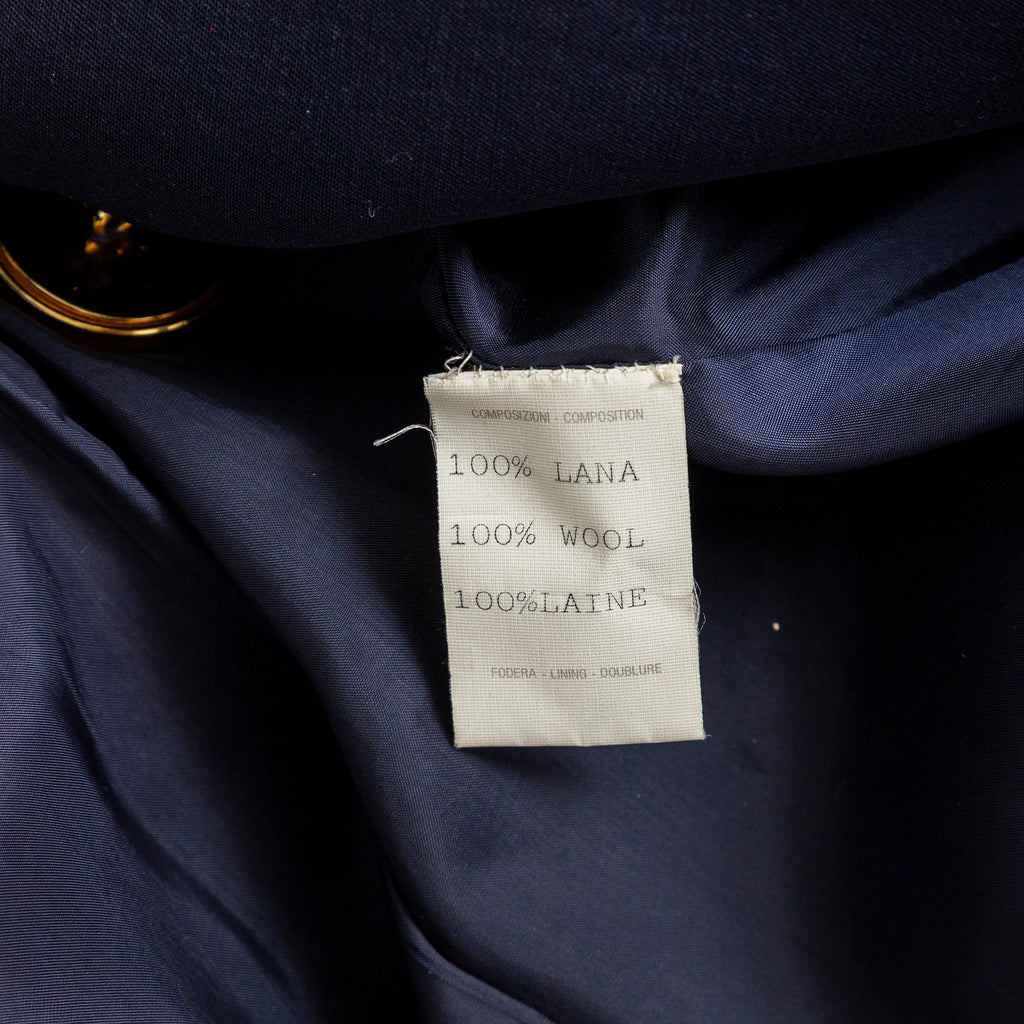 COMPOSIZIONI - COMPOSITION
100% LANA
100% WOOL
100%LAINE
FODERA - LINING - DOUBLURE